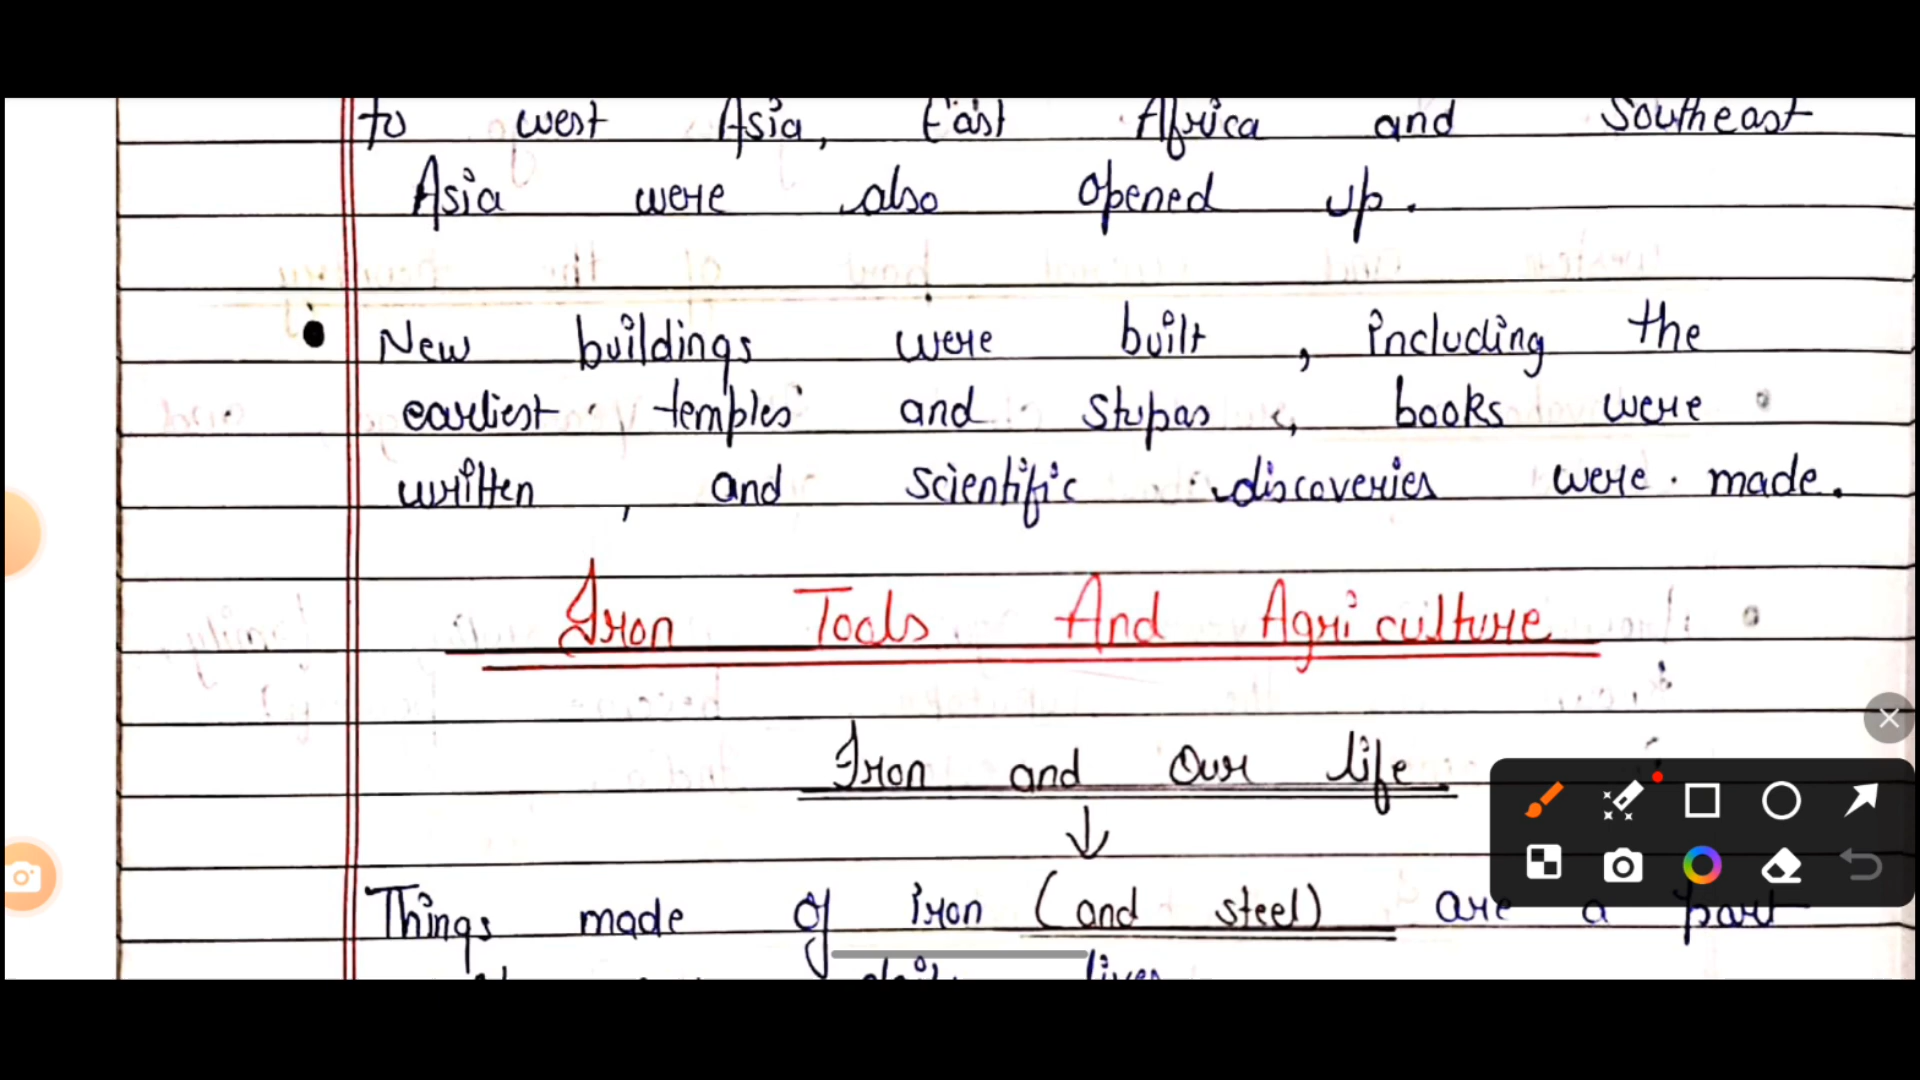 to west Asia, East Africa and Southeast
Asia were also opened up.
New buildings were built, including the
earliest temples and stupas, books were
written, and scientific discoveries were made.
Iron Tools And Agriculture
Iron and Our life
↓
Things made of iron (and steel) are a part
lives